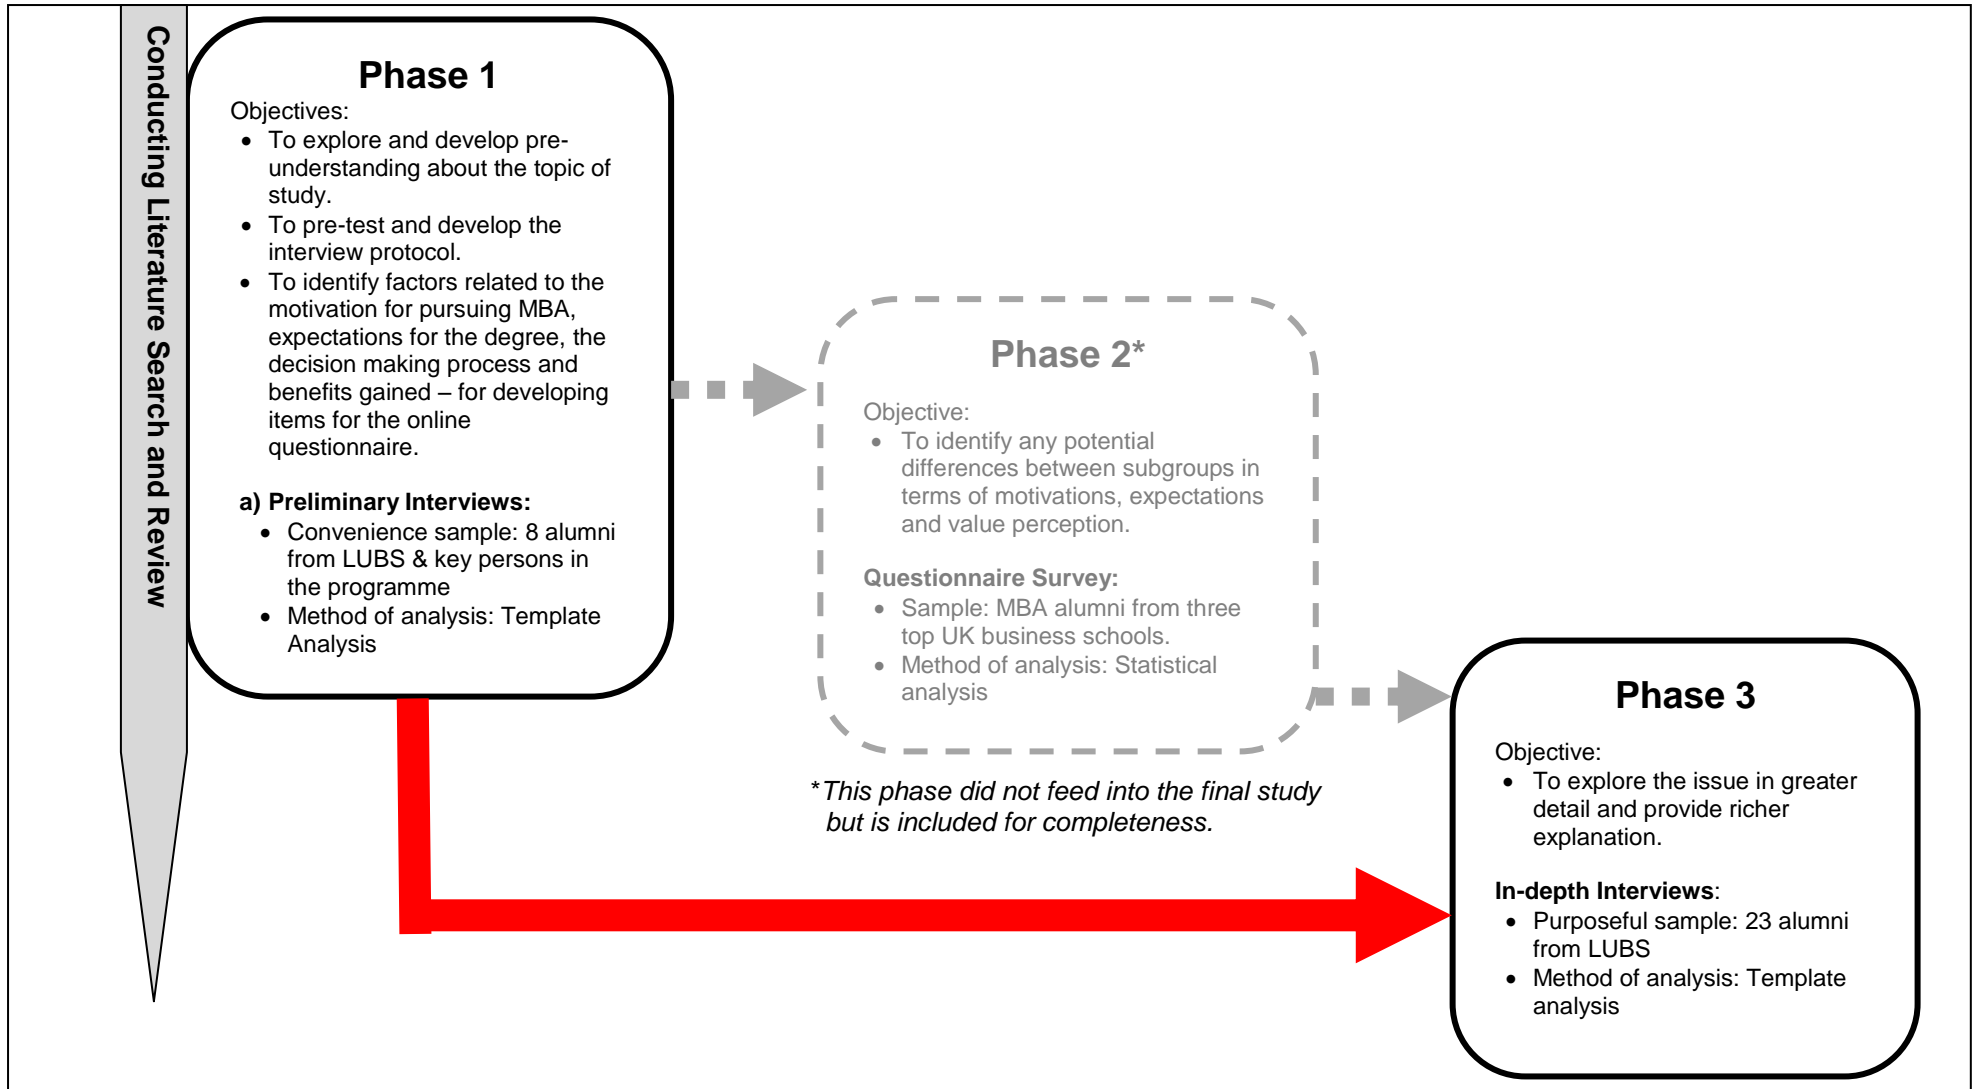 Conducting Literature Search and Review
Phase 1
Objectives:
• To explore and develop pre-
understanding about the topic of
study.
• To pre-test and develop the
interview protocol.
• To identify factors related to the
motivation for pursuing MBA,
expectations for the degree, the
decision making process and
benefits gained – for developing
items for the online
questionnaire.
a) Preliminary Interviews:
• Convenience sample: 8 alumni
from LUBS & key persons in
the programme
• Method of analysis: Template
Analysis
Phase 2*
Objective:
• To identify any potential
differences between subgroups in
terms of motivations, expectations
and value perception.
Questionnaire Survey:
• Sample: MBA alumni from three
top UK business schools.
• Method of analysis: Statistical
analysis
*This phase did not feed into the final study
but is included for completeness.
Phase 3
Objective:
• To explore the issue in greater
detail and provide richer
explanation.
In-depth Interviews:
• Purposeful sample: 23 alumni
from LUBS
• Method of analysis: Template
analysis